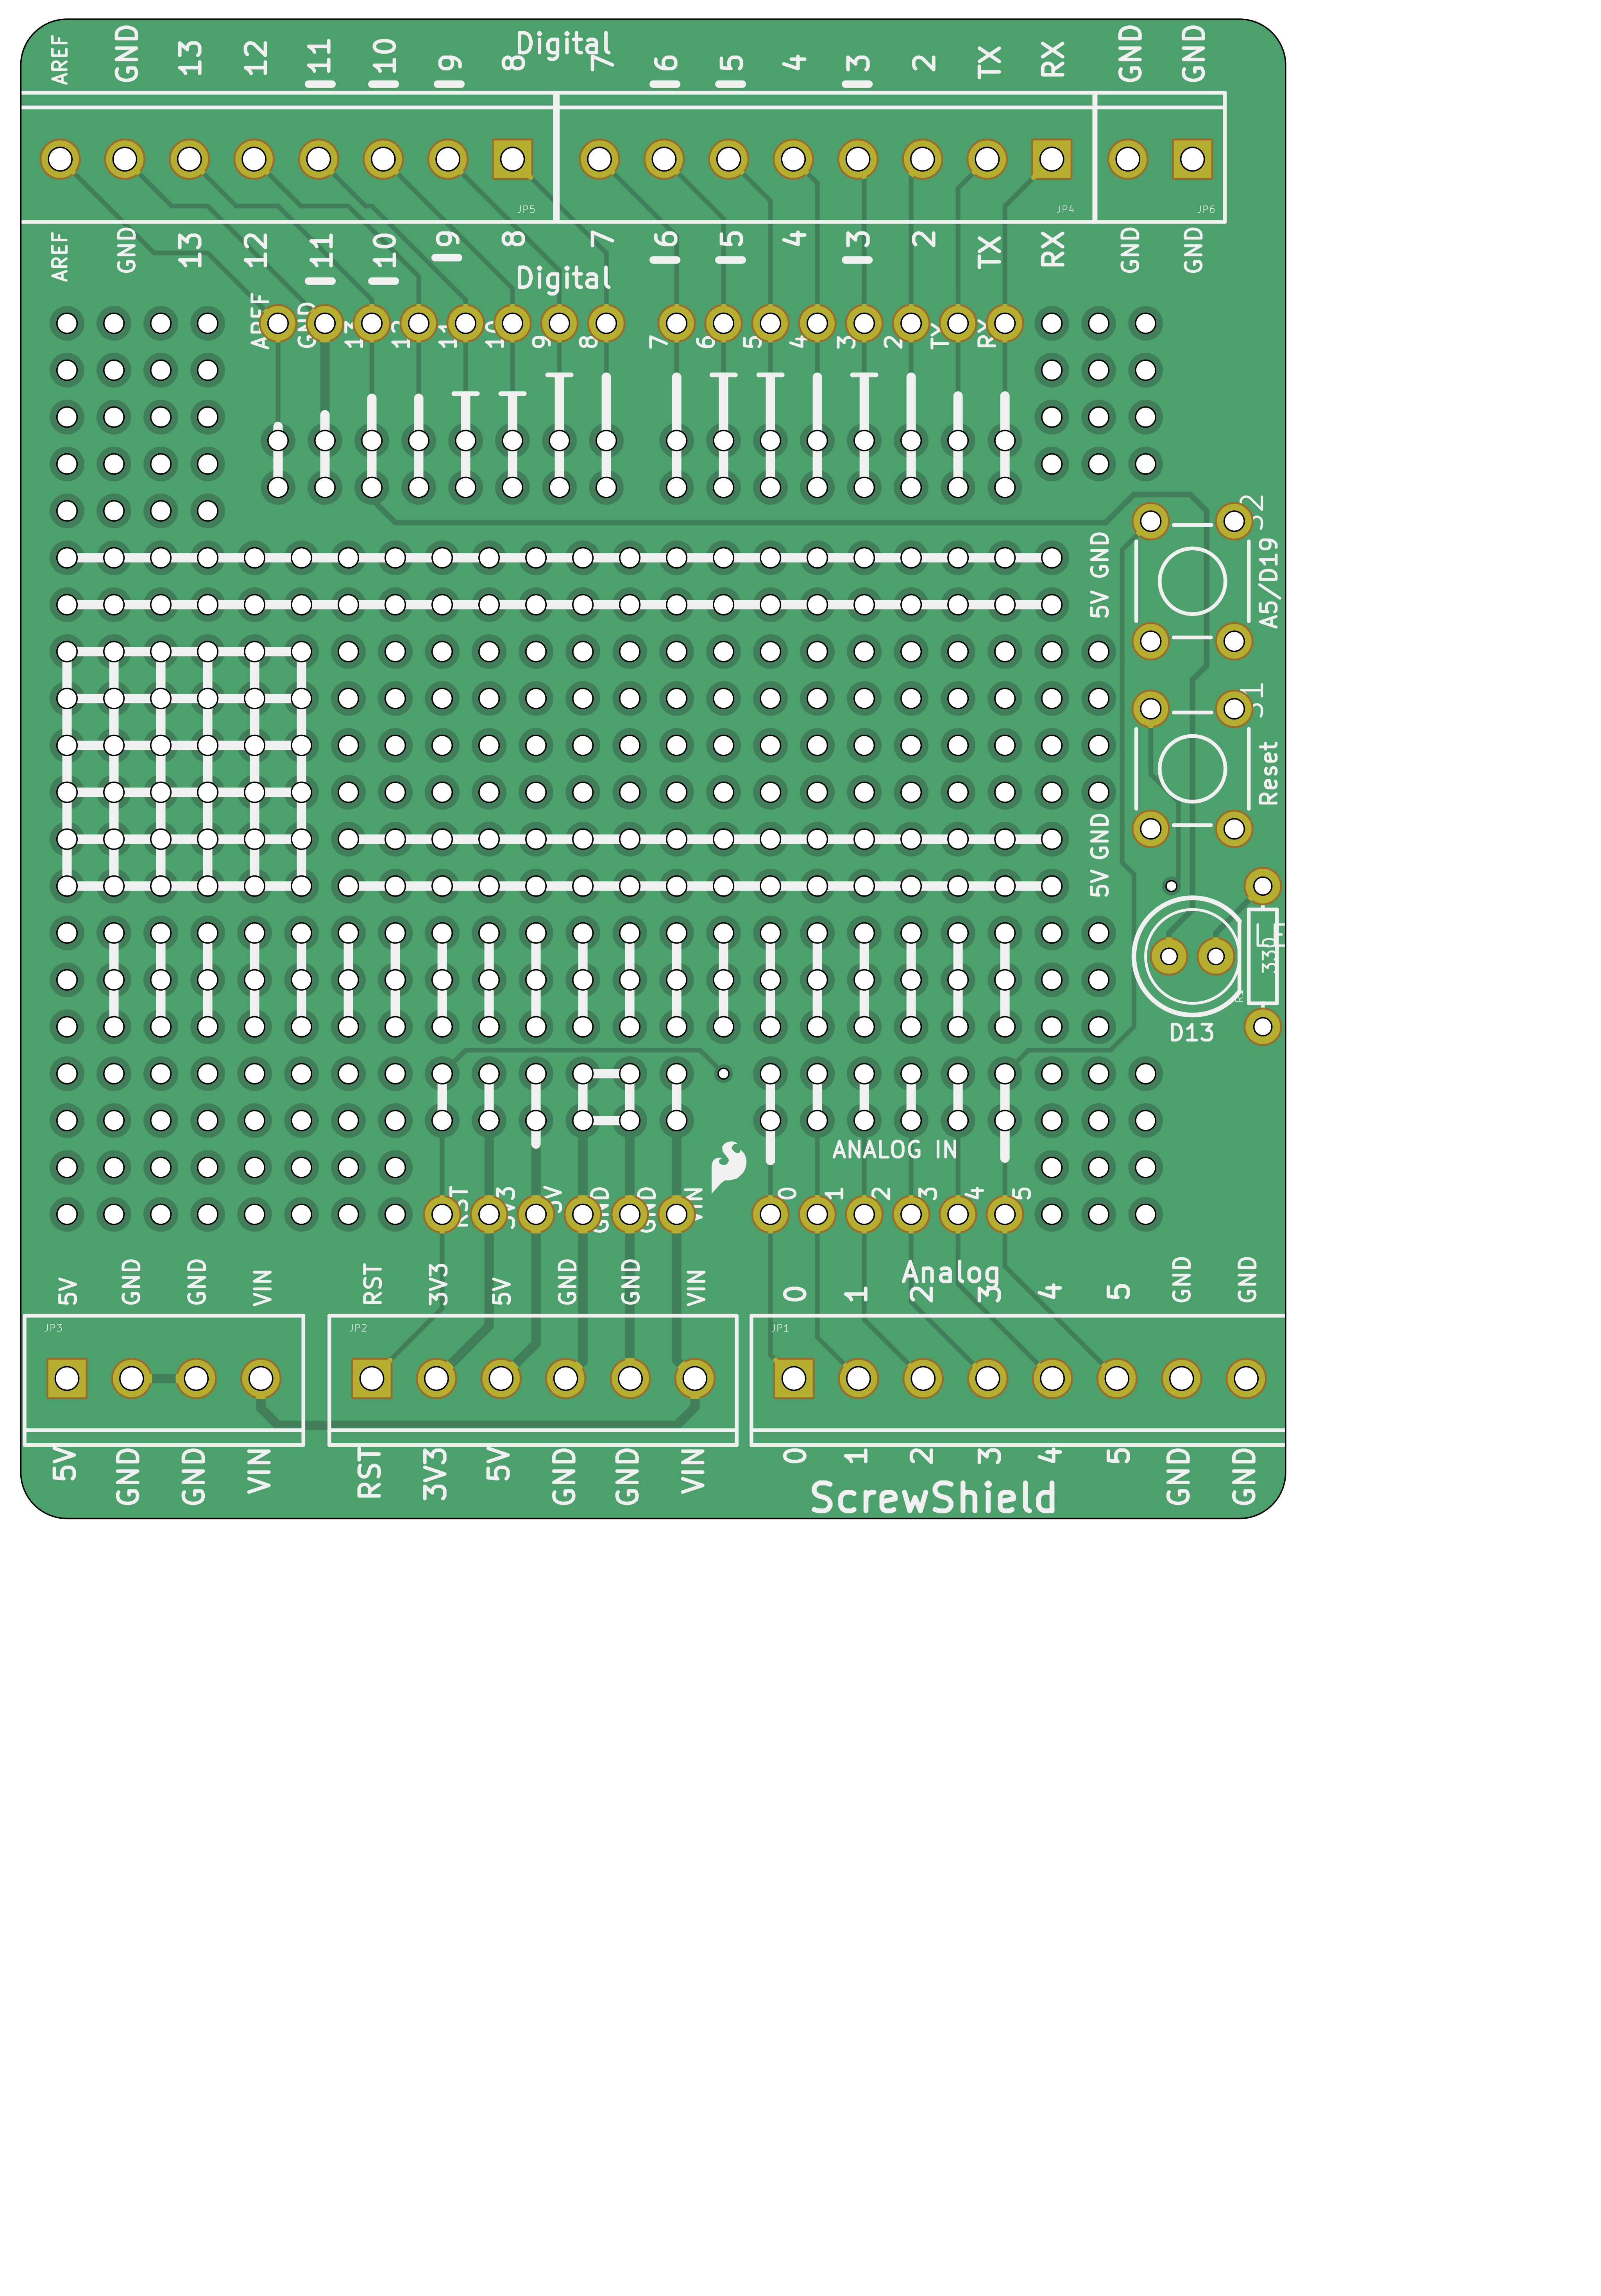 Digital
AREF GND 13 12 11 10 9 8 7 6 5 4 3 2 TX RX GND GND
JP5 JP4 JP6
AREF GND 13 12 11 10 9 8 7 6 5 4 3 2 TX RX GND GND
Digital
AREF GND 13 12 11 10 9 8 7 6 5 4 3 2 TX RX
5V GND
A5/D19
Reset
5V GND
330
D13
ANALOG IN
RST 3V3 5V GND GND VIN 0 1 2 3 4 5
Analog
5V GND GND VIN RST 3V3 5V GND GND VIN 0 1 2 3 4 5 GND GND
JP3 JP2 JP1
5V GND GND VIN RST 3V3 5V GND GND VIN 0 1 2 3 4 5 GND GND
ScrewShield